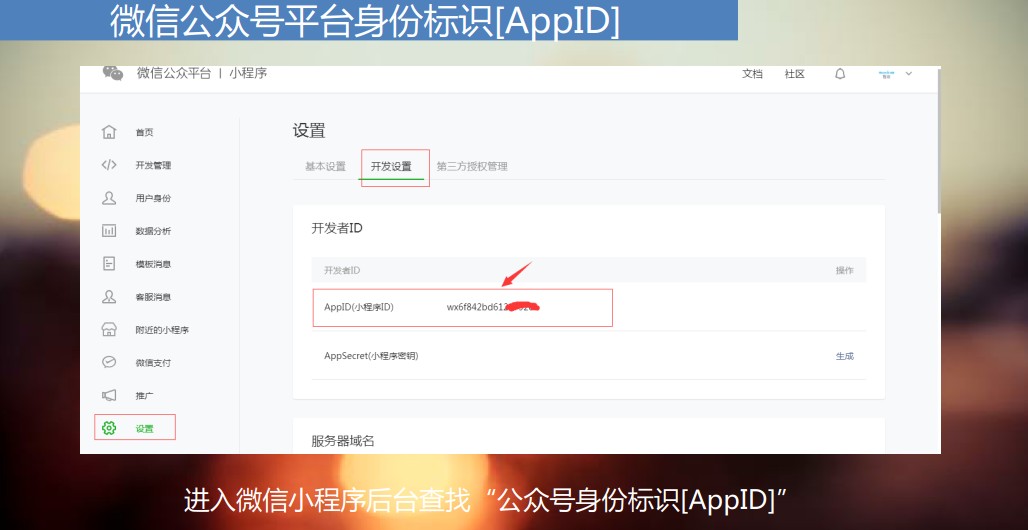 微信公众号平台身份标识[AppID]
微信公众平台 | 小程序
文档
社区
首页
开发管理
用户身份
数据分析
模板消息
客服消息
附近的小程序
微信支付
推广
设置
设置
基本设置
开发设置
第三方授权管理
开发者ID
开发者ID
操作
AppID(小程序ID)
wx6f842bd61
AppSecret(小程序密钥)
生成
服务器域名
进入微信小程序后台查找“公众号身份标识[AppID]”